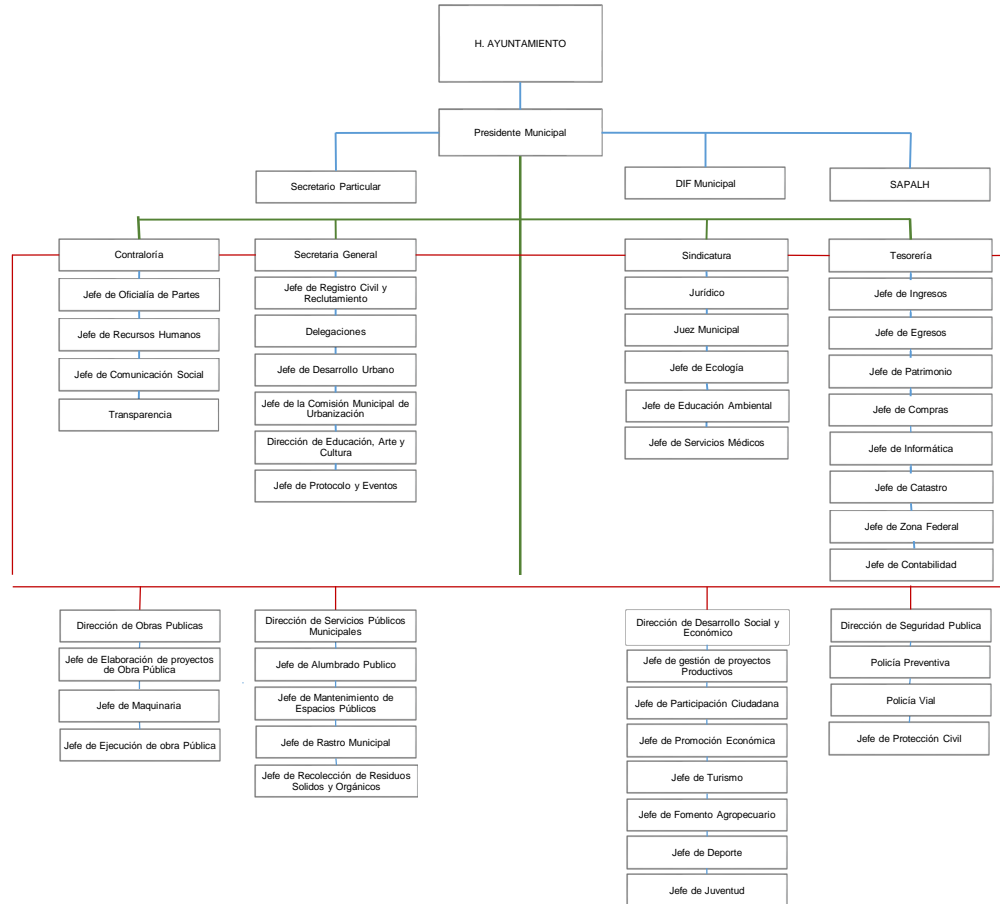 H. AYUNTAMIENTO
Presidente Municipal
Secretario Particular
DIF Municipal
SAPALH
Contraloría
Secretaria General
Sindicatura
Tesorería
Jefe de Oficialía de Partes
Jefe de Recursos Humanos
Jefe de Comunicación Social
Transparencia
Jefe de Registro Civil y
Reclutamiento
Delegaciones
Jefe de Desarrollo Urbano
Jefe de la Comisión Municipal de
Urbanización
Dirección de Educación, Arte y
Cultura
Jefe de Protocolo y Eventos
Jurídico
Juez Municipal
Jefe de Ecología
Jefe de Educación Ambiental
Jefe de Servicios Médicos
Jefe de Ingresos
Jefe de Egresos
Jefe de Patrimonio
Jefe de Compras
Jefe de Informática
Jefe de Catastro
Jefe de Zona Federal
Jefe de Contabilidad
Dirección de Obras Publicas
Jefe de Elaboración de proyectos
de Obra Pública
Jefe de Maquinaria
Jefe de Ejecución de obra Pública
Dirección de Servicios Públicos
Municipales
Jefe de Alumbrado Publico
Jefe de Mantenimiento de
Espacios Públicos
Jefe de Rastro Municipal
Jefe de Recolección de Residuos
Solidos y Orgánicos
Dirección de Desarrollo Social y
Económico
Jefe de gestión de proyectos
Productivos
Jefe de Participación Ciudadana
Jefe de Promoción Económica
Jefe de Turismo
Jefe de Fomento Agropecuario
Jefe de Deporte
Jefe de Juventud
Dirección de Seguridad Publica
Policía Preventiva
Policía Vial
Jefe de Protección Civil